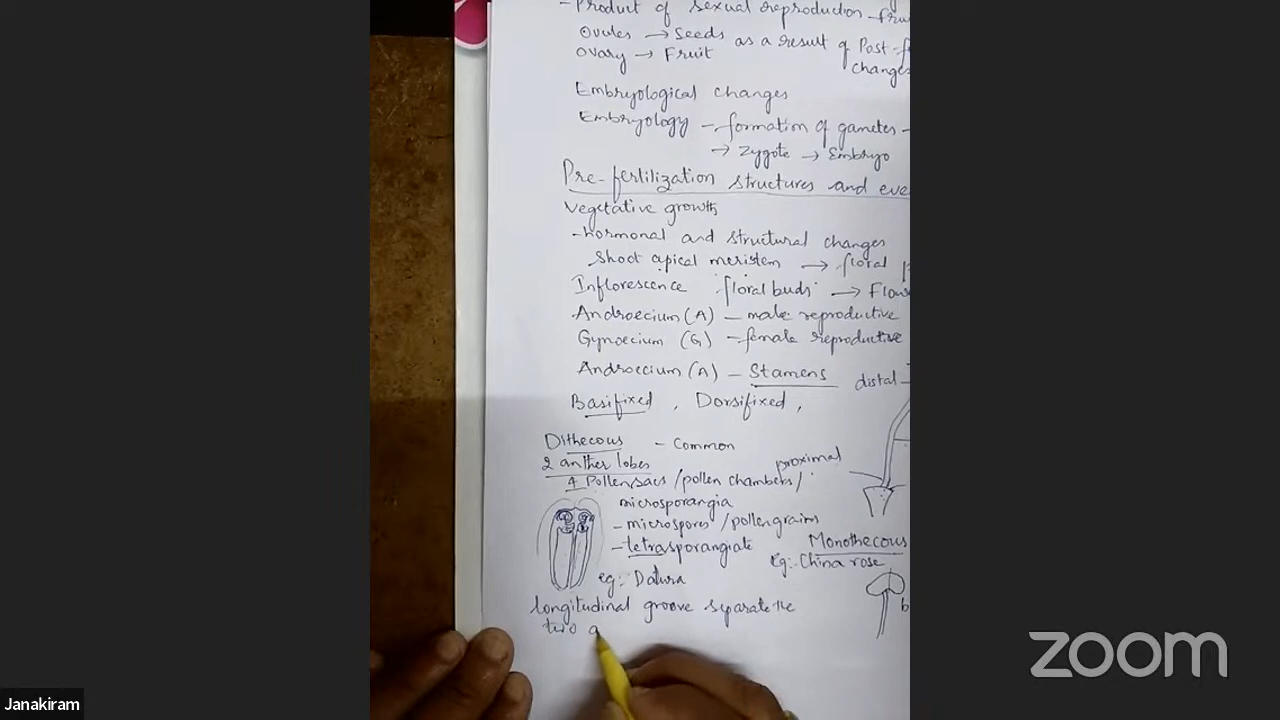 - Product of sexual reproduction -
Ovules → Seeds as a result of Post-
Ovary → Fruit changes
Embryological changes
Embryology - formation of gametes -
→ Zygote → Embryo
Pre-fertilization structures and eve
Vegetative growth
- hormonal and structural changes
shoot apical meristem → floral
Inflorescence floral buds →
Androecium (A) - male reproductive
Gynoecium (G) - female reproductive
Androecium (A) - Stamens
distal -
Basifixed , Dorsifixed ,
Dithecous - Common
2 anther lobes
proximal
4 Pollensacs /pollen chambers/
microsporangia
- microspores /pollengrains
- tetrasporangiate
Monothecous
eg:- China rose
eg:- Datura
longitudinal groove separate the
two a
b
zoom
Janakiram